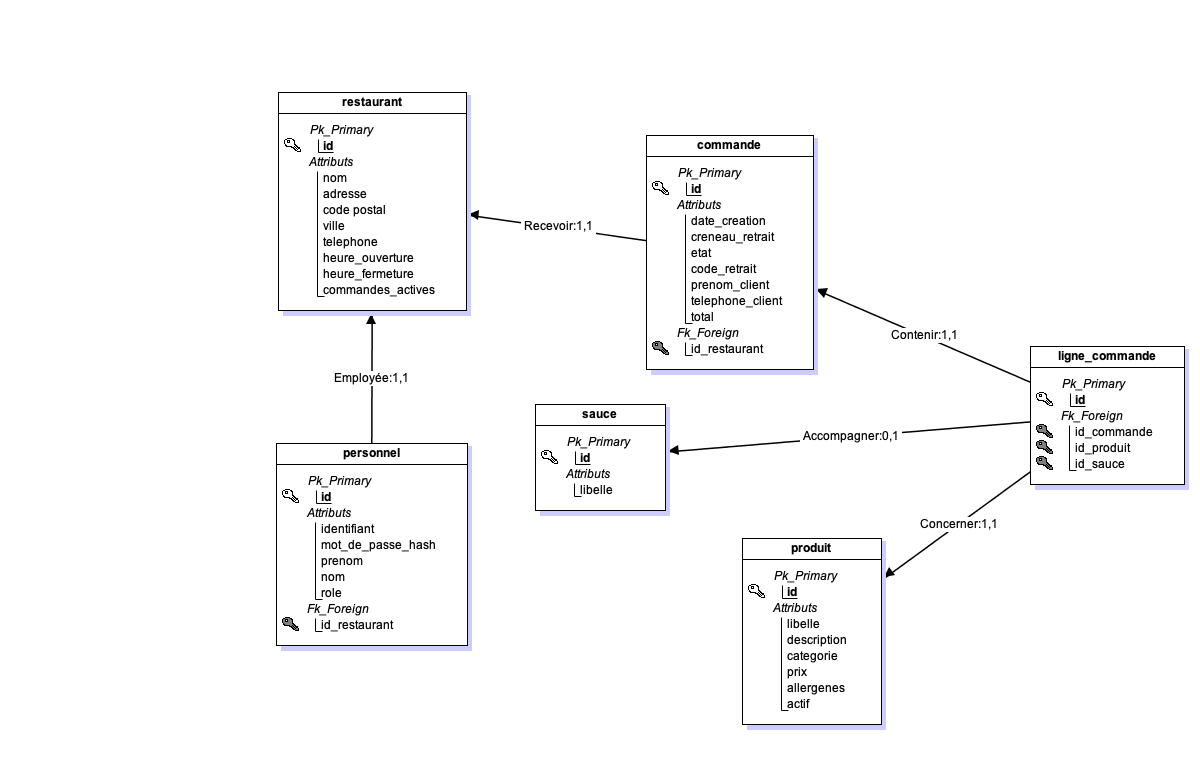 restaurant
Pk_Primary
id
Attributs
nom
adresse
code postal
ville
telephone
heure_ouverture
heure_fermeture
commandes_actives
Recevoir:1,1
commande
Pk_Primary
id
Attributs
date_creation
creneau_retrait
etat
code_retrait
prenom_client
telephone_client
total
Fk_Foreign
id_restaurant
Contenir:1,1
ligne_commande
Pk_Primary
id
Fk_Foreign
id_commande
id_produit
id_sauce
Employée:1,1
sauce
Pk_Primary
id
Attributs
libelle
Accompagner:0,1
personnel
Pk_Primary
id
Attributs
identifiant
mot_de_passe_hash
prenom
nom
role
Fk_Foreign
id_restaurant
Concerner:1,1
produit
Pk_Primary
id
Attributs
libelle
description
categorie
prix
allergenes
actif